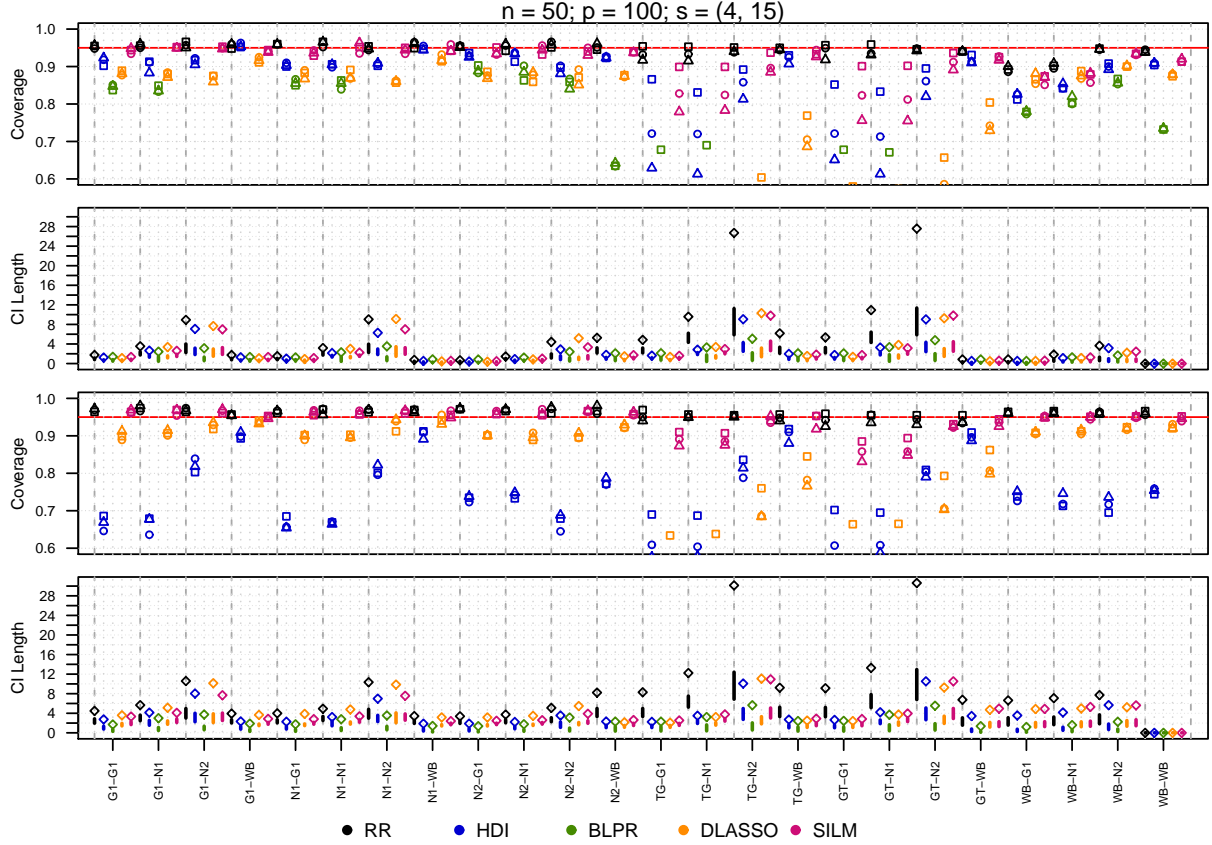 n = 50; p = 100; s = (4, 15)
Coverage
1.0
0.9
0.8
0.7
0.6
CI Length
28
24
20
16
12
8
4
0
Coverage
1.0
0.9
0.8
0.7
0.6
CI Length
28
24
20
16
12
8
4
0
G1−G1
G1−N1
G1−N2
G1−WB
N1−G1
N1−N1
N1−N2
N1−WB
N2−G1
N2−N1
N2−N2
N2−WB
TG−G1
TG−N1
TG−N2
TG−WB
GT−G1
GT−N1
GT−N2
GT−WB
WB−G1
WB−N1
WB−N2
WB−WB
RR
HDI
BLPR
DLASSO
SILM